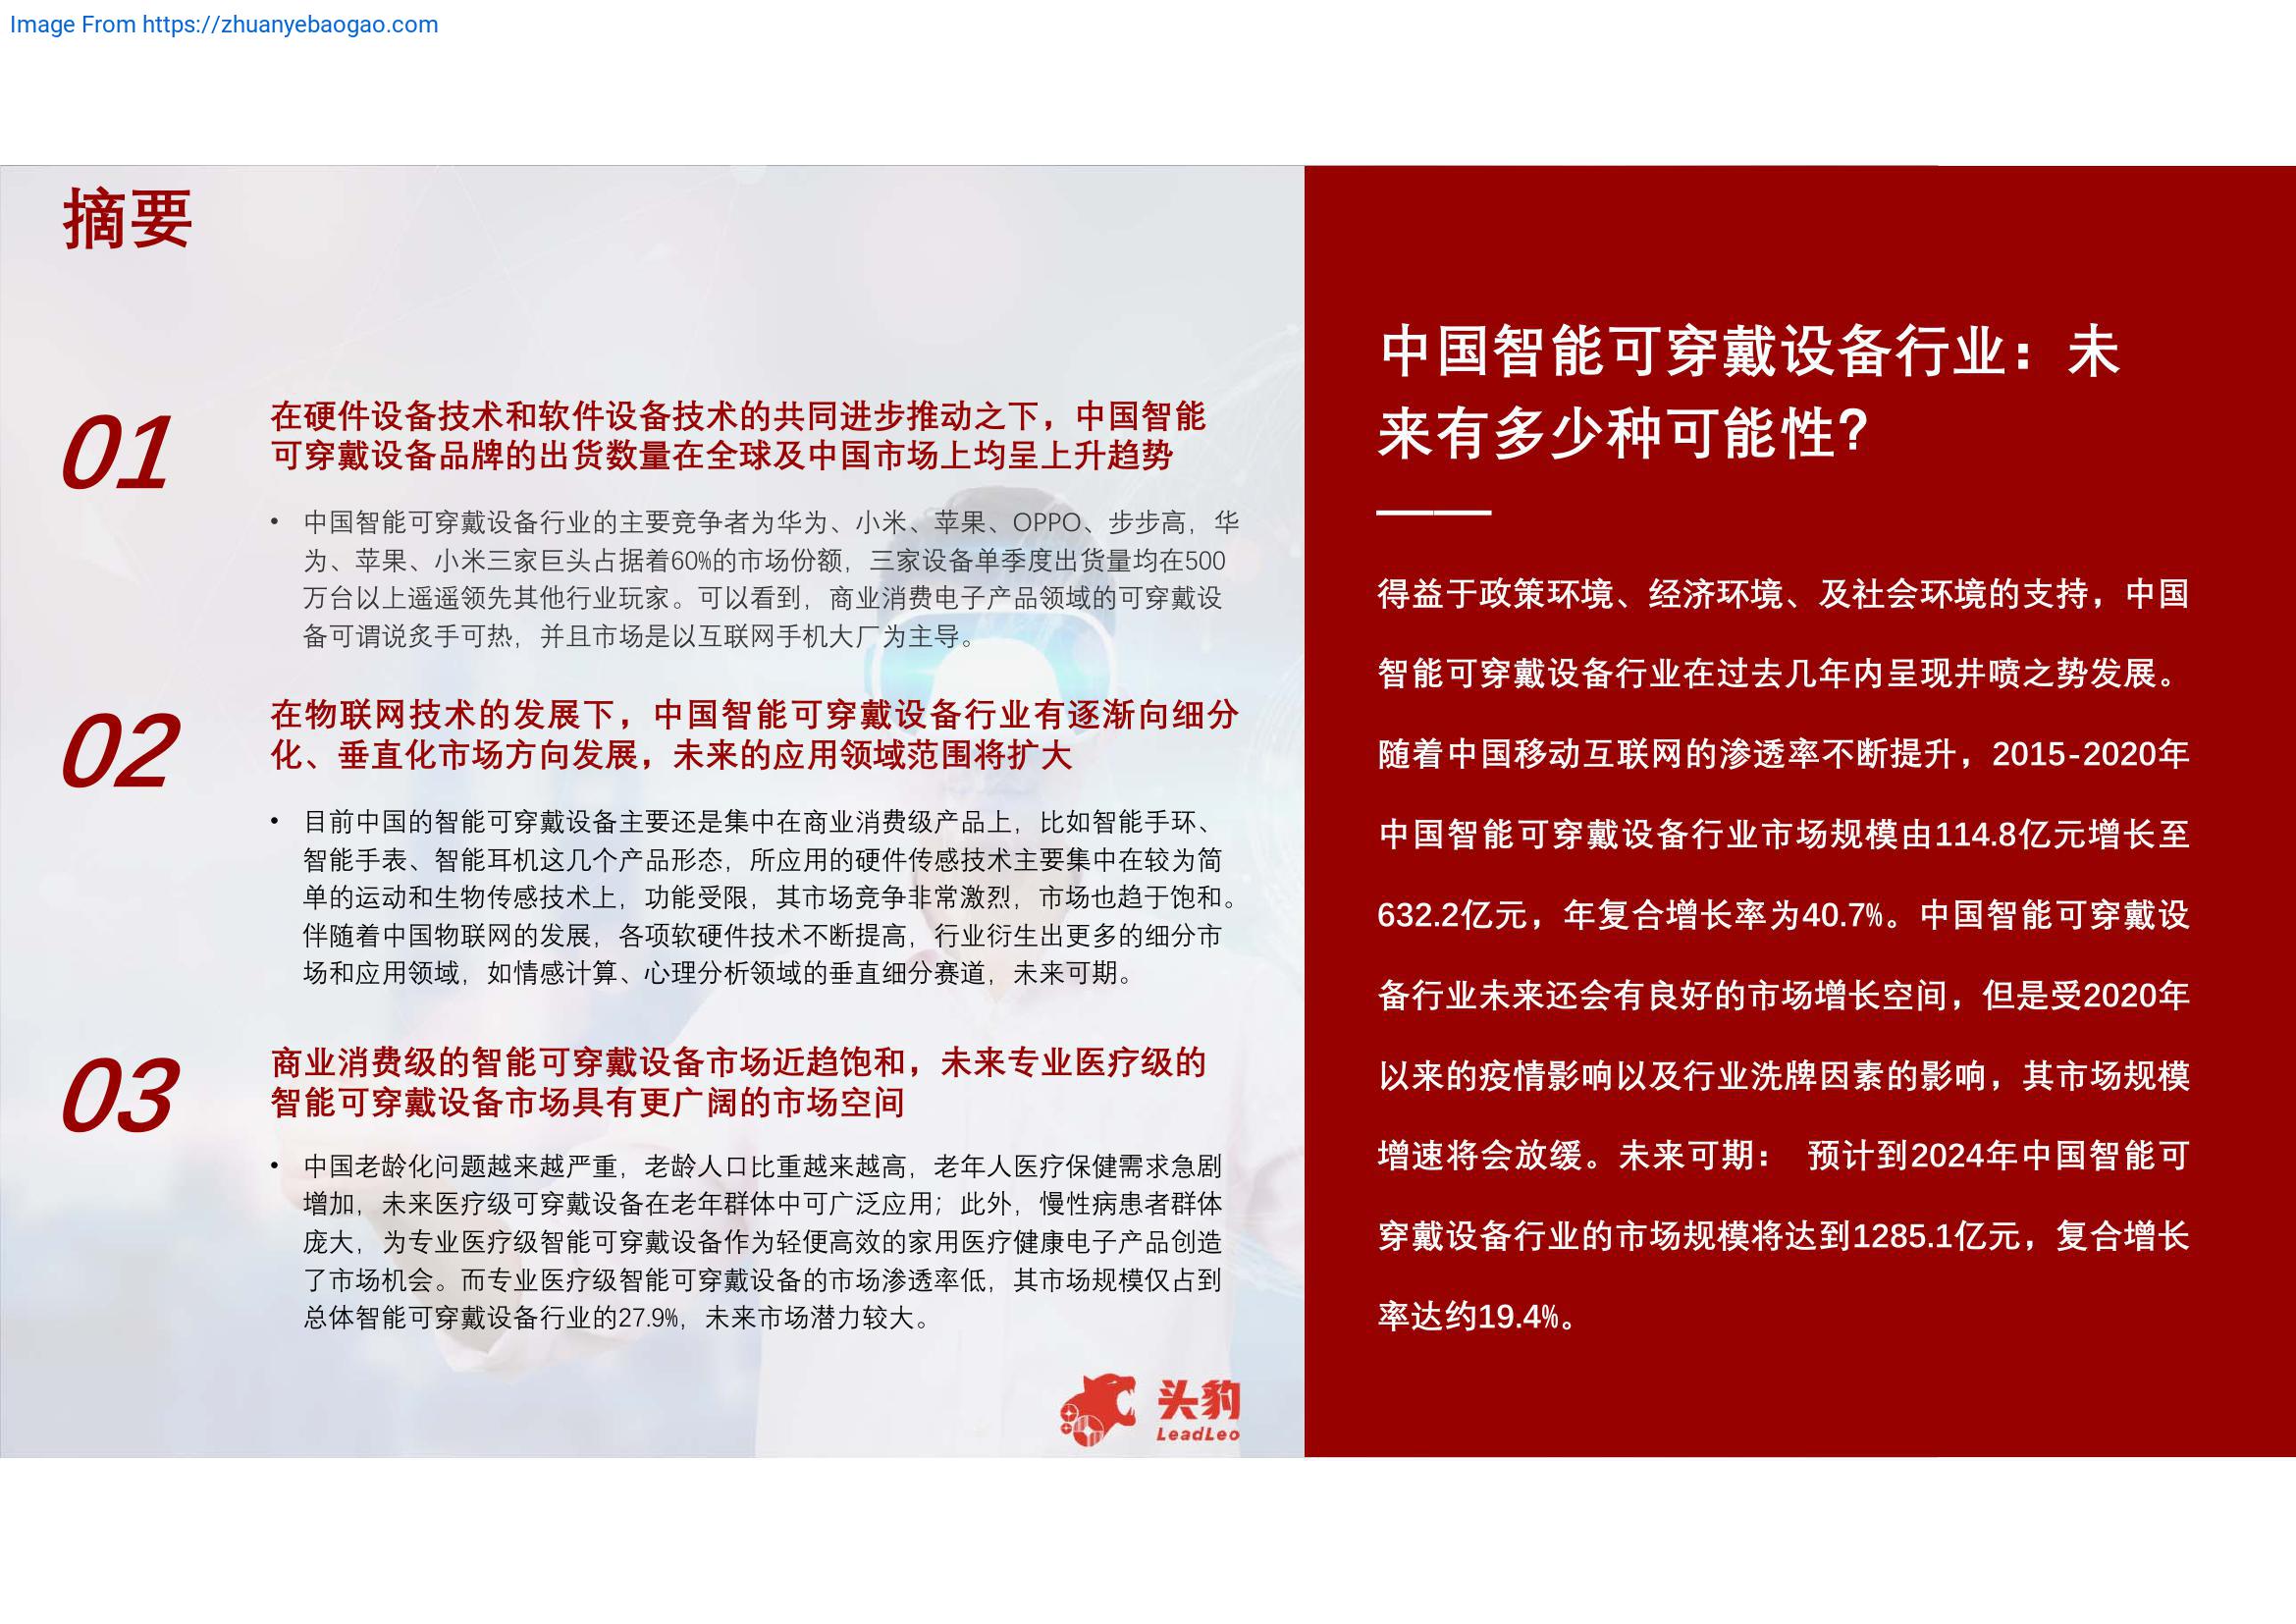 Image From https://zhuanyebaogao.com
摘要
01
在硬件设备技术和软件设备技术的共同进步推动之下，中国智能
可穿戴设备品牌的出货数量在全球及中国市场上均呈上升趋势
• 中国智能可穿戴设备行业的主要竞争者为华为、小米、苹果、OPPO、步步高，华
为、苹果、小米三家巨头占据着60%的市场份额，三家设备单季度出货量均在500
万台以上遥遥领先其他行业玩家。可以看到，商业消费电子产品领域的可穿戴设
备可谓说炙手可热，并且市场是以互联网手机大厂为主导。
02
在物联网技术的发展下，中国智能可穿戴设备行业有逐渐向细分
化、垂直化市场方向发展，未来的应用领域范围将扩大
• 目前中国的智能可穿戴设备主要还是集中在商业消费级产品上，比如智能手环、
智能手表、智能耳机这几个产品形态，所应用的硬件传感技术主要集中在较为简
单的运动和生物传感技术上，功能受限，其市场竞争非常激烈，市场也趋于饱和。
伴随着中国物联网的发展，各项软硬件技术不断提高，行业衍生出更多的细分市
场和应用领域，如情感计算、心理分析领域的垂直细分赛道，未来可期。
03
商业消费级的智能可穿戴设备市场近趋饱和，未来专业医疗级的
智能可穿戴设备市场具有更广阔的市场空间
• 中国老龄化问题越来越严重，老龄人口比重越来越高，老年人医疗保健需求急剧
增加，未来医疗级可穿戴设备在老年群体中可广泛应用；此外，慢性病患者群体
庞大，为专业医疗级智能可穿戴设备作为轻便高效的家用医疗健康电子产品创造
了市场机会。而专业医疗级智能可穿戴设备的市场渗透率低，其市场规模仅占到
总体智能可穿戴设备行业的27.9%，未来市场潜力较大。
头豹
LeadLeo
中国智能可穿戴设备行业：未
来有多少种可能性？
得益于政策环境、经济环境、及社会环境的支持，中国
智能可穿戴设备行业在过去几年内呈现井喷之势发展。
随着中国移动互联网的渗透率不断提升，2015-2020年
中国智能可穿戴设备行业市场规模由114.8亿元增长至
632.2亿元，年复合增长率为40.7%。中国智能可穿戴设
备行业未来还会有良好的市场增长空间，但是受2020年
以来的疫情影响以及行业洗牌因素的影响，其市场规模
增速将会放缓。未来可期： 预计到2024年中国智能可
穿戴设备行业的市场规模将达到1285.1亿元，复合增长
率达约19.4%。